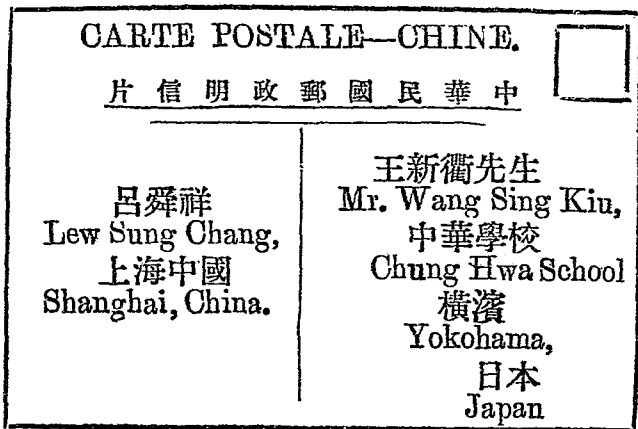 CARTE POSTALE—CHINE.
片信明政郵國民華中
呂舜祥
Lew Sung Chang,
上海中國
Shanghai, China.
王新衢先生
Mr. Wang Sing Kiu,
中華學校
Chung Hwa School
橫濱
Yokohama,
日本
Japan